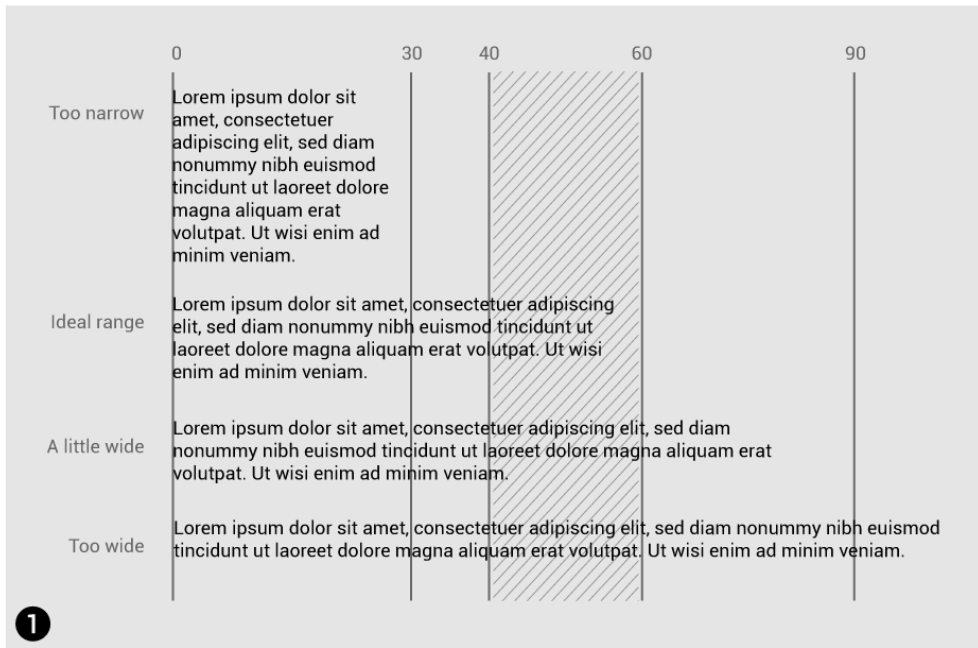 0 30 40 60 90
Too narrow
Lorem ipsum dolor sit
amet, consectetuer
adipiscing elit, sed diam
nonummy nibh euismod
tincidunt ut laoreet dolore
magna aliquam erat
volutpat. Ut wisi enim ad
minim veniam.
Ideal range
Lorem ipsum dolor sit amet, consectetuer adipiscing
elit, sed diam nonummy nibh euismod tincidunt ut
laoreet dolore magna aliquam erat volutpat. Ut wisi
enim ad minim veniam.
A little wide
Lorem ipsum dolor sit amet, consectetuer adipiscing elit, sed diam
nonummy nibh euismod tincidunt ut laoreet dolore magna aliquam erat
volutpat. Ut wisi enim ad minim veniam.
Too wide
Lorem ipsum dolor sit amet, consectetuer adipiscing elit, sed diam nonummy nibh euismod
tincidunt ut laoreet dolore magna aliquam erat volutpat. Ut wisi enim ad minim veniam.
1